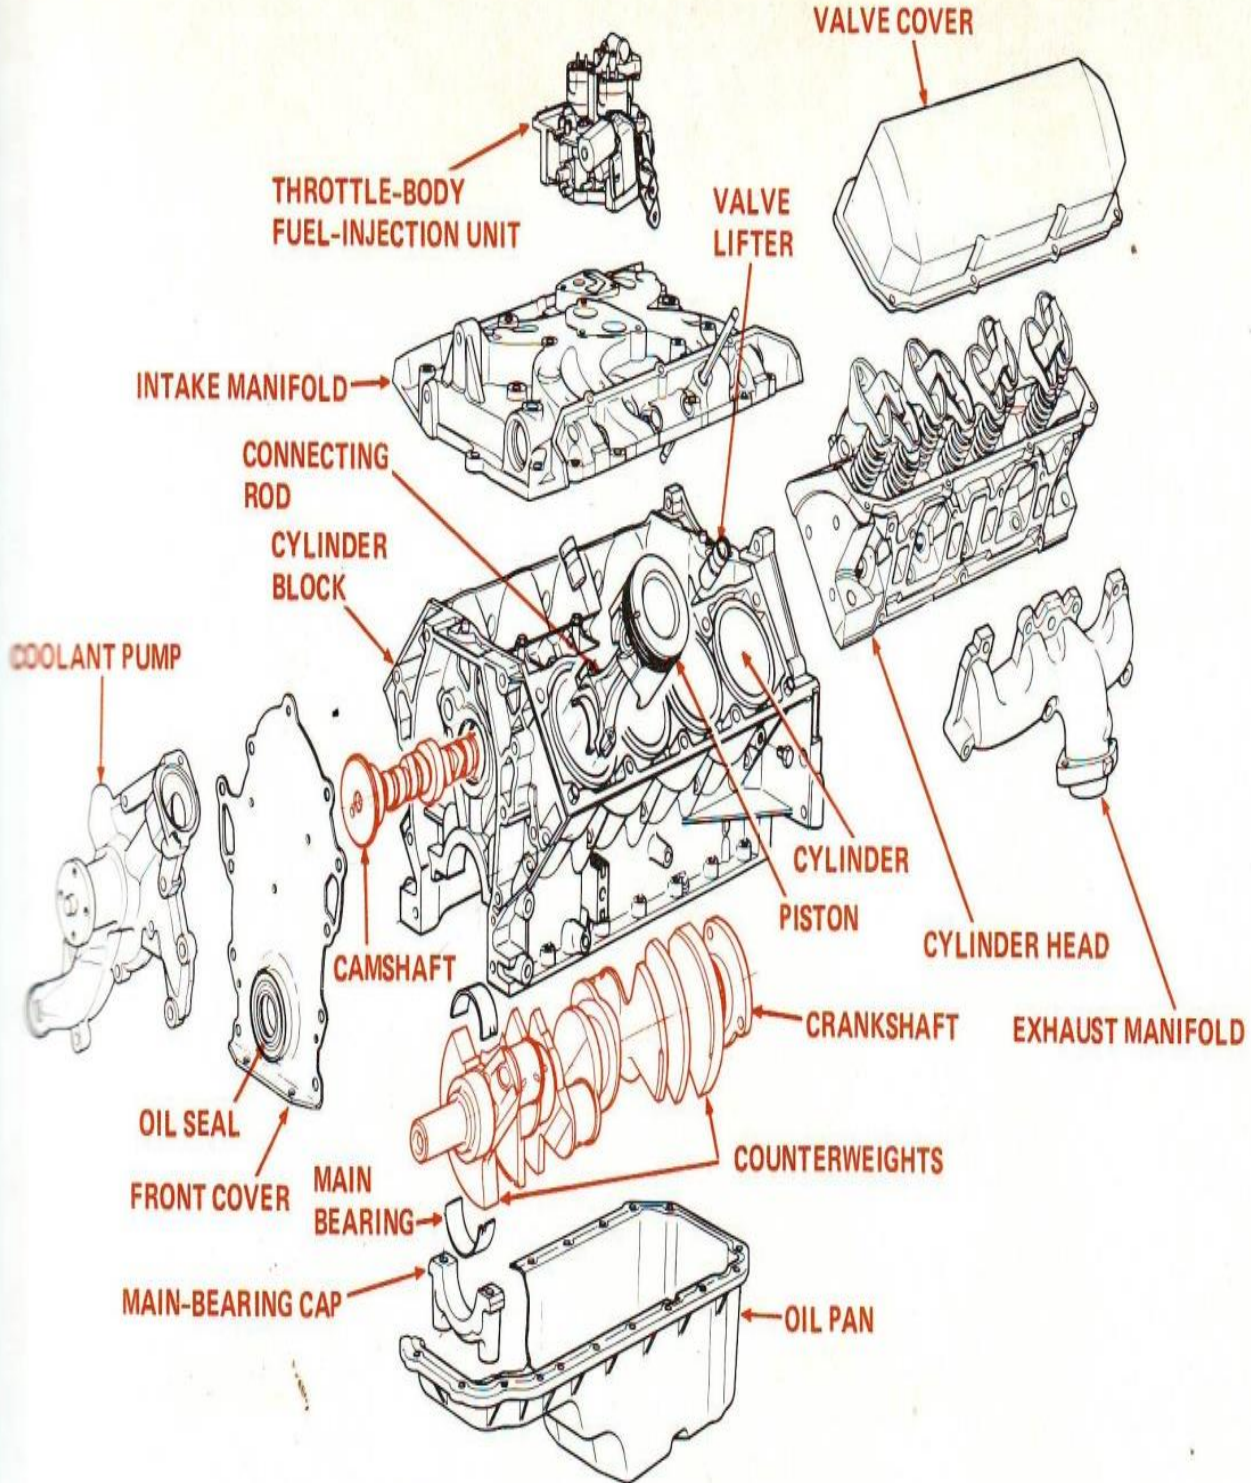 VALVE COVER
THROTTLE-BODY
FUEL-INJECTION UNIT
VALVE
LIFTER
INTAKE MANIFOLD
CONNECTING
ROD
CYLINDER
BLOCK
COOLANT PUMP
CYLINDER
PISTON
CAMSHAFT
CYLINDER HEAD
CRANKSHAFT
EXHAUST MANIFOLD
OIL SEAL
FRONT COVER
COUNTERWEIGHTS
MAIN
BEARING
MAIN-BEARING CAP
OIL PAN